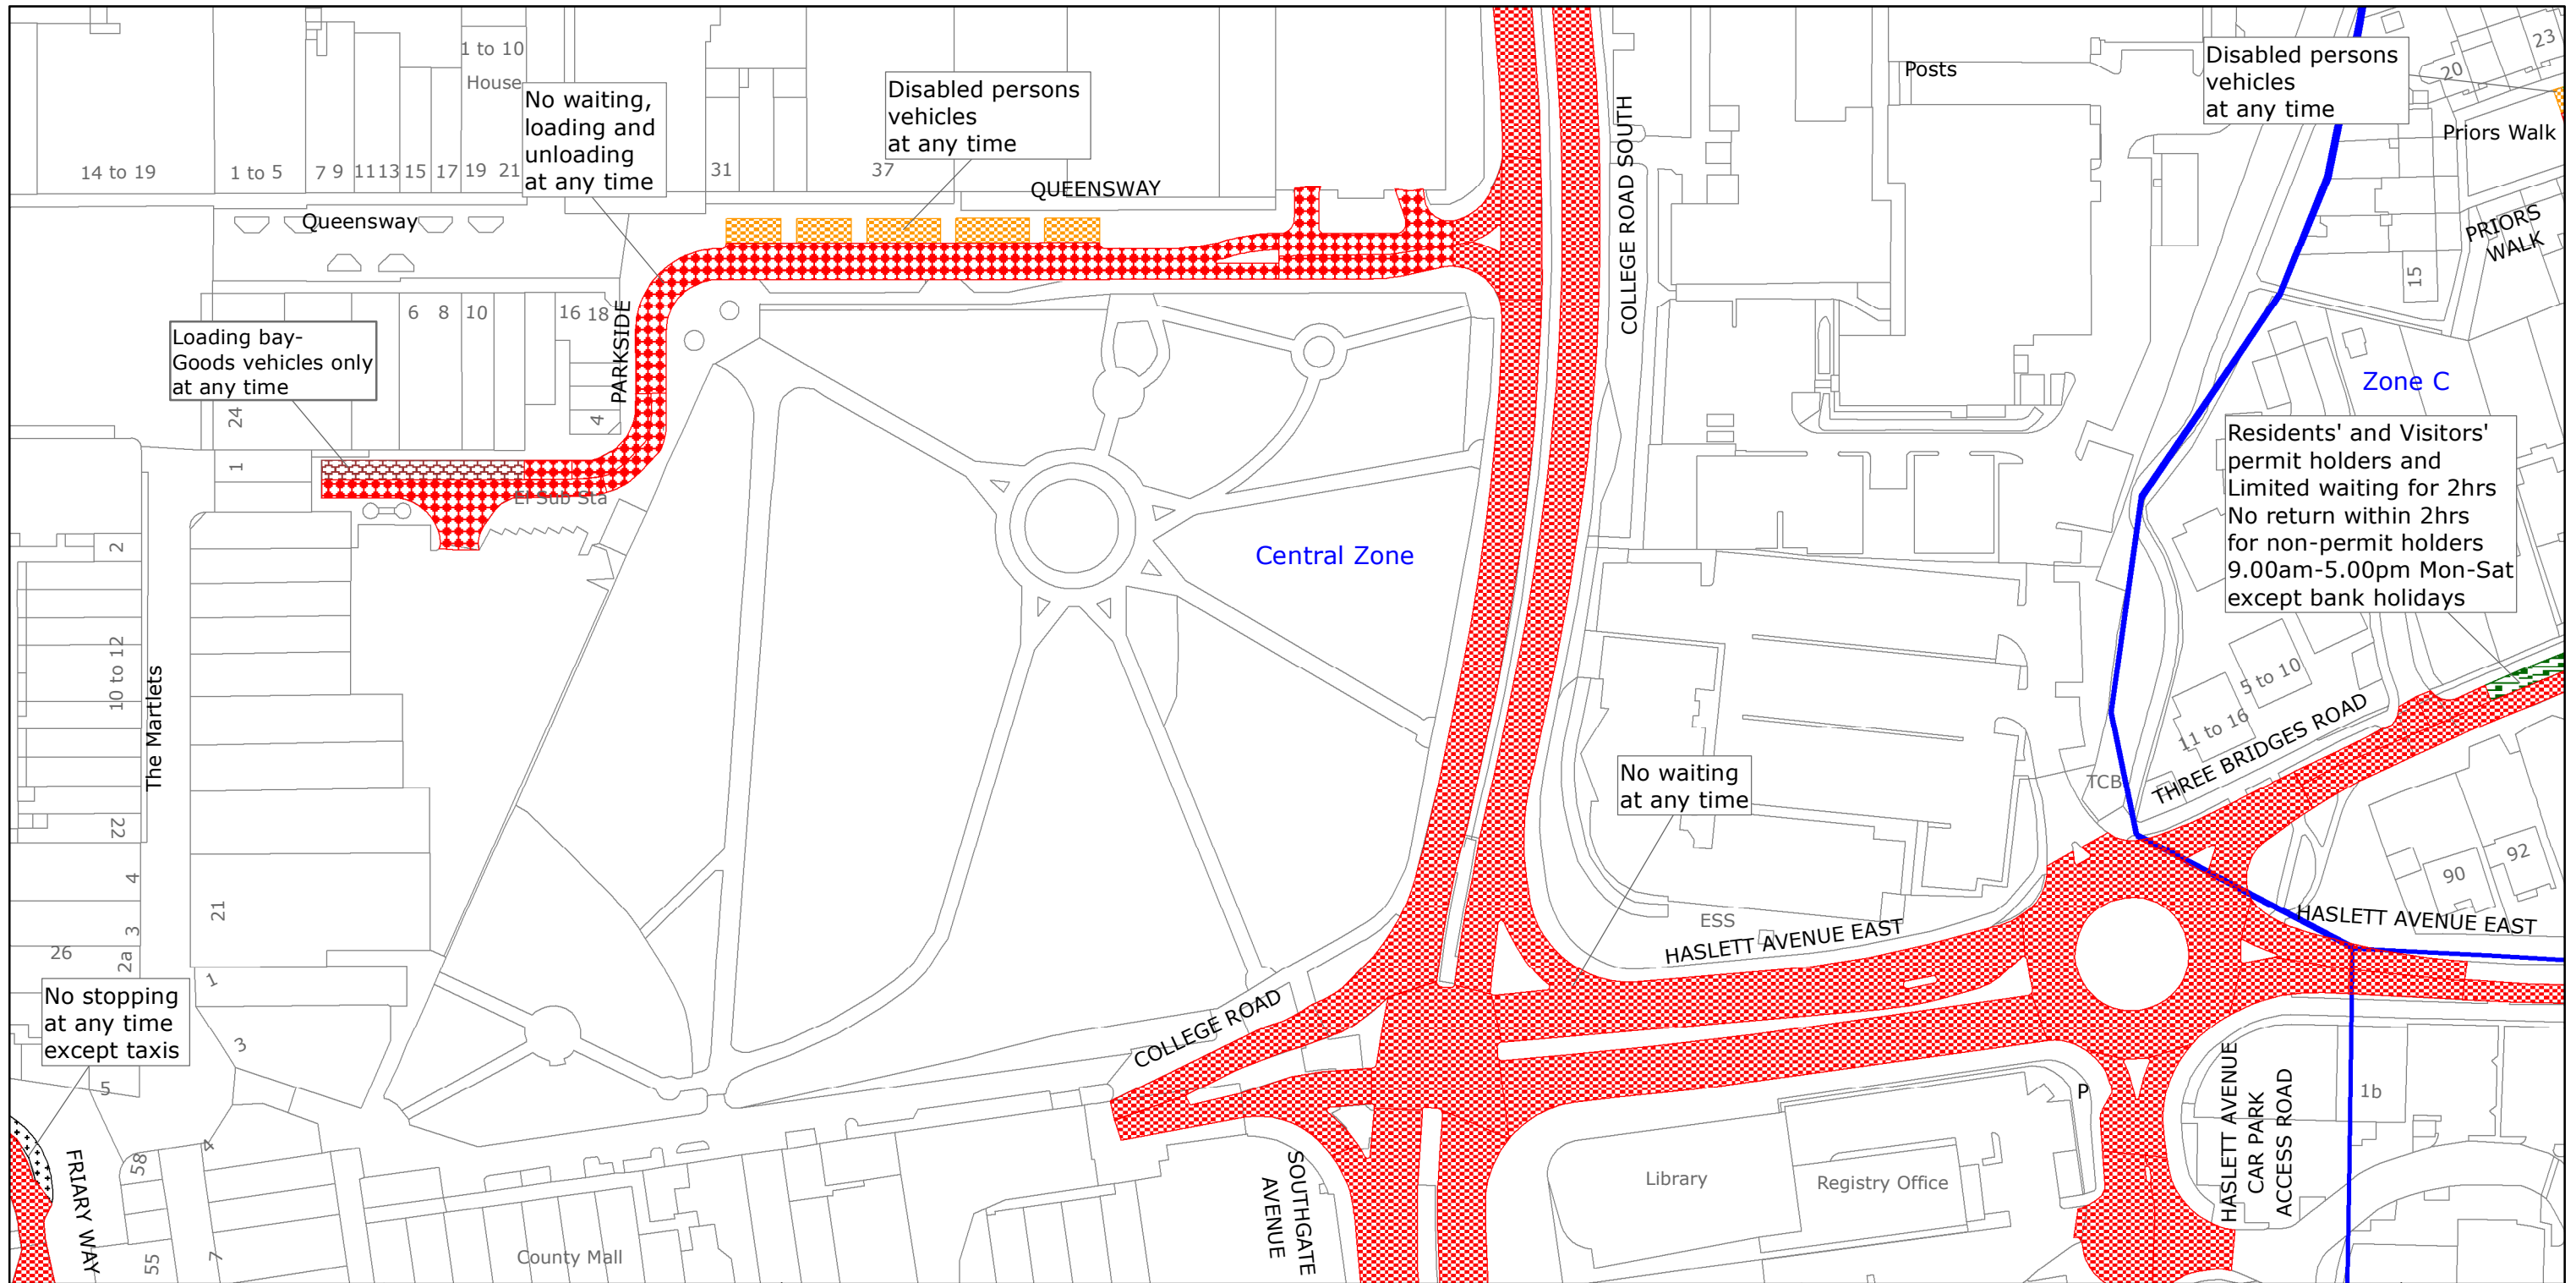 1 to 10
House
No waiting,
loading and
unloading
at any time
Disabled persons
vehicles
at any time
Posts
Disabled persons
vehicles
at any time
20
23
Priors Walk
14 to 19
1 to 5
7 9
11 13
15
17
19
21
31
37
QUEENSWAY
Queensway
COLLEGE ROAD SOUTH
PRIORS
WALK
15
Loading bay-
Goods vehicles only
at any time
6
8
10
16
18
4
PARKSIDE
24
1
El Sub Sta
Zone C
Residents' and Visitors'
permit holders and
Limited waiting for 2hrs
No return within 2hrs
for non-permit holders
9.00am-5.00pm Mon-Sat
except bank holidays
Central Zone
2
10 to 12
The Martlets
22
4
3
2a
26
21
1
3
5
5 to 10
11 to 16
THREE BRIDGES ROAD
TCB
No waiting
at any time
90
92
ESS
HASLETT AVENUE EAST
HASLETT AVENUE EAST
No stopping
at any time
except taxis
COLLEGE ROAD
FRIARY WAY
58
4
55
7
County Mall
SOUTHGATE
AVENUE
Library
Registry Office
P
HASLETT AVENUE
CAR PARK
ACCESS ROAD
1b